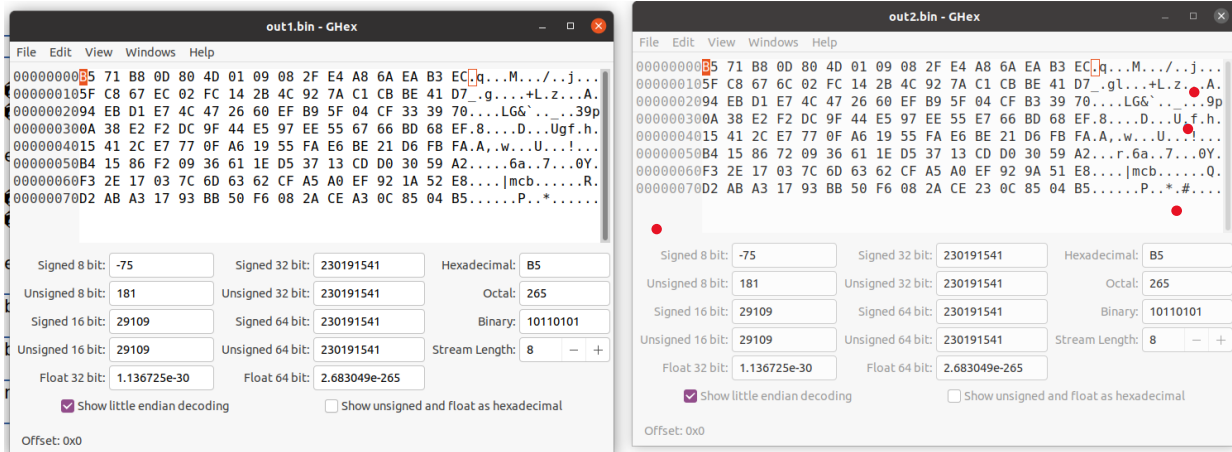 out1.bin - GHex
File Edit View Windows Help
00000000B5 71 B8 0D 80 4D 01 09 08 2F E4 A8 6A EA B3 EC.q...M.../..j...
000000105F C8 67 EC 02 FC 14 2B 4C 92 7A C1 CB BE 41 D7_.g....+L.z...A.
0000002094 EB D1 E7 4C 47 26 60 EF B9 5F 04 CF 33 39 70....LG&`.._..39p
000000300A 38 E2 F2 DC 9F 44 E5 97 EE 55 67 66 BD 68 EF.8....D...Ugf.h.
0000004015 41 2C E7 77 0F A6 19 55 FA E6 BE 21 D6 FB FA.A,.w...U...!...
00000050B4 15 86 F2 09 36 61 1E D5 37 13 CD D0 30 59 A2.....6a..7...0Y.
00000060F3 2E 17 03 7C 6D 63 62 CF A5 A0 EF 92 1A 52 E8....|mcb......R.
00000070D2 AB A3 17 93 BB 50 F6 08 2A CE A3 0C 85 04 B5......P..*......
Signed 8 bit: -75 Signed 32 bit: 230191541 Hexadecimal: B5
Unsigned 8 bit: 181 Unsigned 32 bit: 230191541 Octal: 265
Signed 16 bit: 29109 Signed 64 bit: 230191541 Binary: 10110101
Unsigned 16 bit: 29109 Unsigned 64 bit: 230191541 Stream Length: 8 − +
Float 32 bit: 1.136725e-30 Float 64 bit: 2.683049e-265
Show little endian decoding Show unsigned and float as hexadecimal
Offset: 0x0
out2.bin - GHex
File Edit View Windows Help
00000000B5 71 B8 0D 80 4D 01 09 08 2F E4 A8 6A EA B3 EC.q...M.../..j...
000000105F C8 67 6C 02 FC 14 2B 4C 92 7A C1 CB BE 41 D7_.gl...+L.z...A.
0000002094 EB D1 E7 4C 47 26 60 EF B9 5F 04 CF B3 39 70....LG&`.._...9p
000000300A 38 E2 F2 DC 9F 44 E5 97 EE 55 E7 66 BD 68 EF.8....D...U.f.h.
0000004015 41 2C E7 77 0F A6 19 55 FA E6 BE 21 D6 FB FA.A,.w...U...!...
00000050B4 15 86 72 09 36 61 1E D5 37 13 CD D0 30 59 A2...r.6a..7...0Y.
00000060F3 2E 17 03 7C 6D 63 62 CF A5 A0 EF 92 9A 51 E8....|mcb......Q.
00000070D2 AB A3 17 93 BB 50 F6 08 2A CE 23 0C 85 04 B5......P..*.#....
Signed 8 bit: -75 Signed 32 bit: 230191541 Hexadecimal: B5
Unsigned 8 bit: 181 Unsigned 32 bit: 230191541 Octal: 265
Signed 16 bit: 29109 Signed 64 bit: 230191541 Binary: 10110101
Unsigned 16 bit: 29109 Unsigned 64 bit: 230191541 Stream Length: 8 − +
Float 32 bit: 1.136725e-30 Float 64 bit: 2.683049e-265
Show little endian decoding Show unsigned and float as hexadecimal
Offset: 0x0